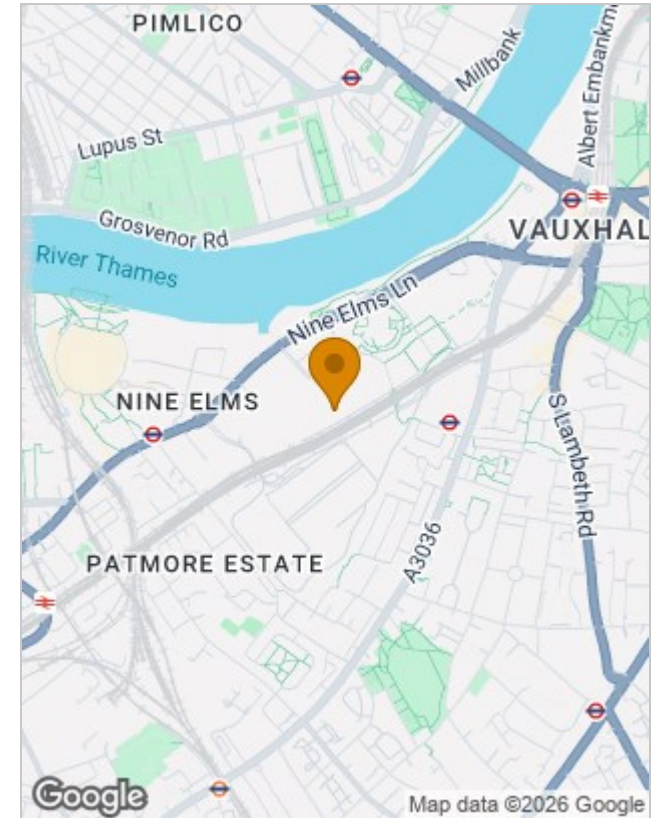 PIMLICO
Millbank
Albert Embankm
Lupus St
Grosvenor Rd
VAUXHAL
River Thames
Nine Elms Ln
NINE ELMS
S Lambeth Rd
A3036
PATMORE ESTATE
Google
Map data ©2026 Google